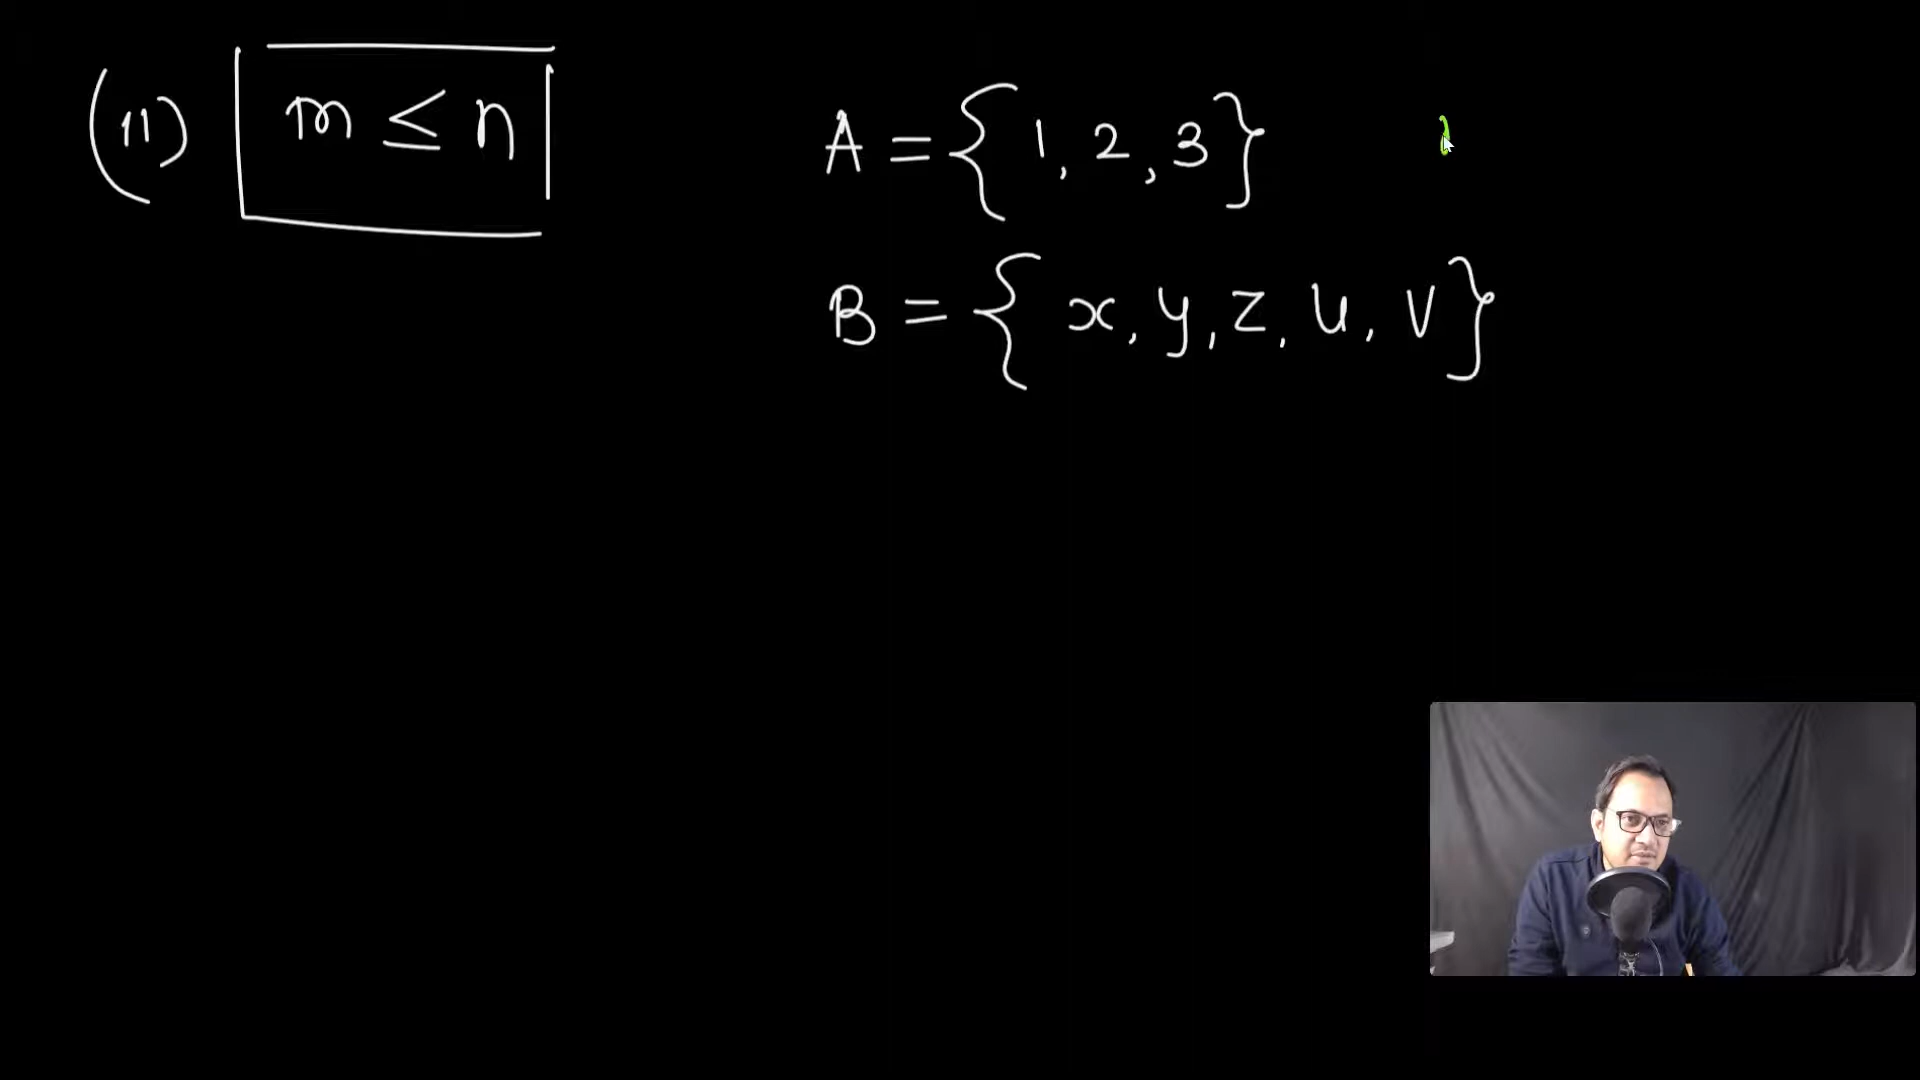 (11) m ≤ n
A = {1, 2, 3}
B = {x, y, z, u, v}